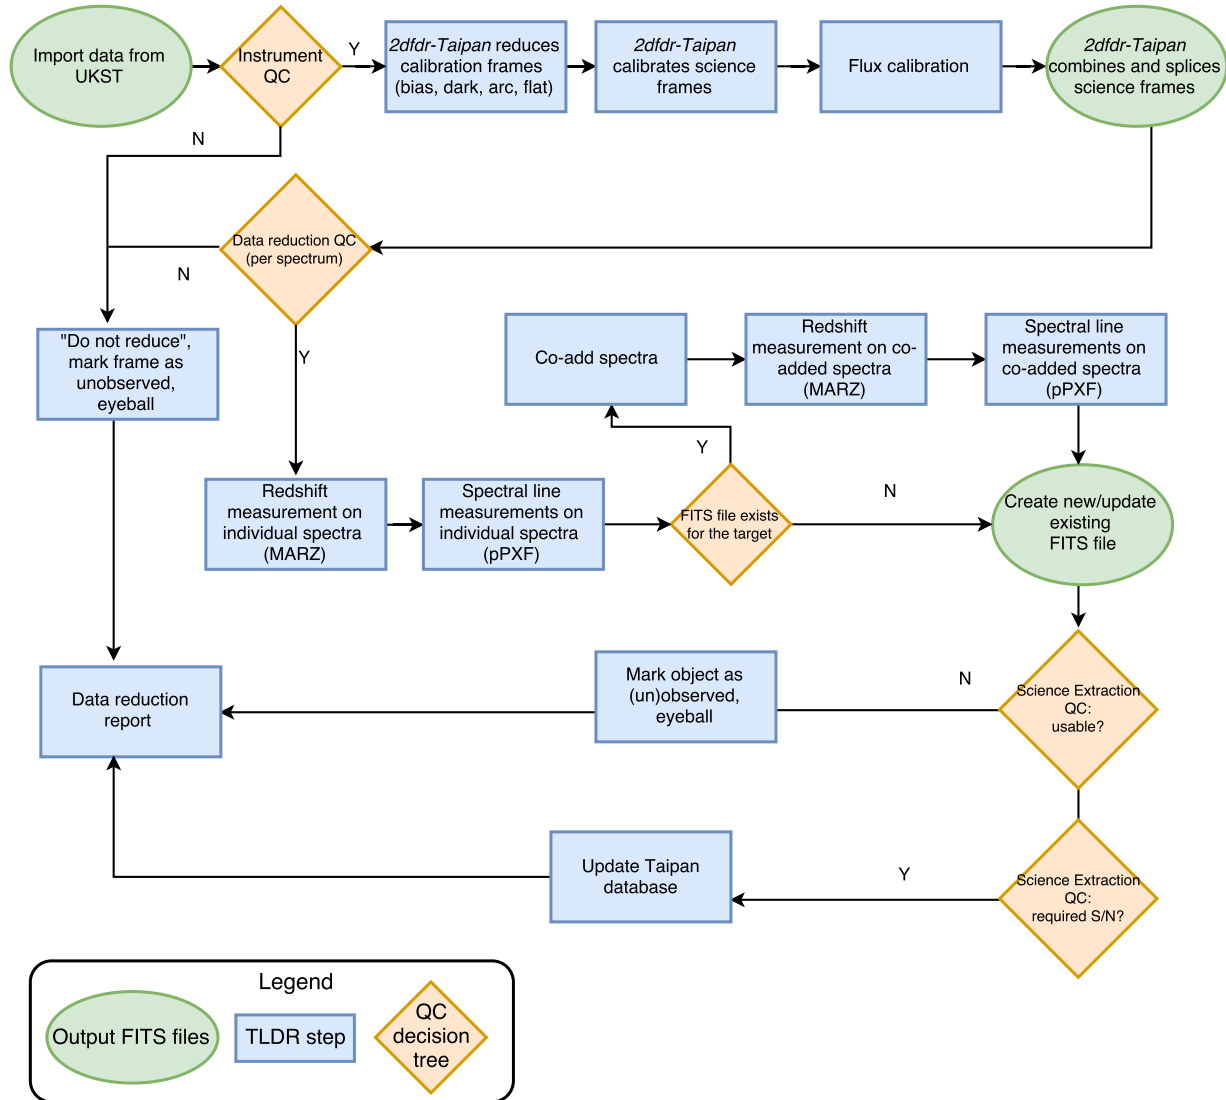 Import data from
UKST
Instrument
QC
Y
2dfdr-Taipan reduces
calibration frames
(bias, dark, arc, flat)
2dfdr-Taipan
calibrates science
frames
Flux calibration
2dfdr-Taipan
combines and splices
science frames
N
Data reduction QC
(per spectrum)
N
Y
"Do not reduce",
mark frame as
unobserved,
eyeball
Co-add spectra
Redshift
measurement on co-
added spectra
(MARZ)
Spectral line
measurements on
co-added spectra
(pPXF)
Y
Redshift
measurement on
individual spectra
(MARZ)
Spectral line
measurements on
individual spectra
(pPXF)
FITS file exists
for the target
N
Create new/update
existing
FITS file
Data reduction
report
Mark object as
(un)observed,
eyeball
N
Science Extraction
QC:
usable?
Update Taipan
database
Y
Science Extraction
QC:
required S/N?
Legend
Output FITS files
TLDR step
QC
decision
tree